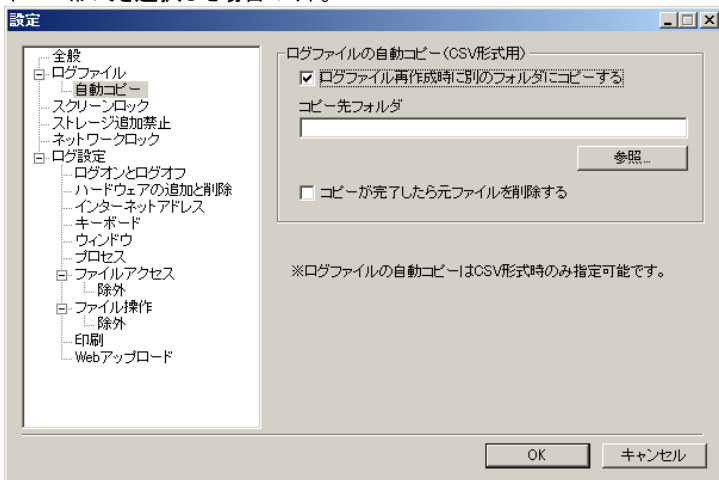 設定
全般
ログファイル
自動コピー
スクリーンロック
ストレージ追加禁止
ネットワークロック
ログ設定
ログオンとログオフ
ハードウェアの追加と削除
インターネットアドレス
キーボード
ウィンドウ
プロセス
ファイルアクセス
除外
ファイル操作
除外
印刷
Webアップロード
ログファイルの自動コピー(CSV形式用)
ログファイル再作成時に別のフォルダにコピーする
コピー先フォルダ
参照...
コピーが完了したら元ファイルを削除する
※ログファイルの自動コピーはCSV形式時のみ指定可能です。
OK
キャンセル